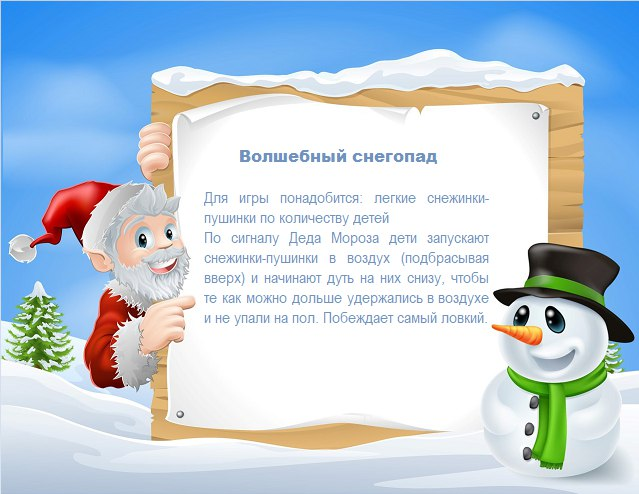 Волшебный снегопад
Для игры понадобится: легкие снежинки-
пушинки по количеству детей
По сигналу Деда Мороза дети запускают
снежинки-пушинки в воздух (подбрасывая
вверх) и начинают дуть на них снизу, чтобы
те как можно дольше удержались в воздухе
и не упали на пол. Побеждает самый ловкий.